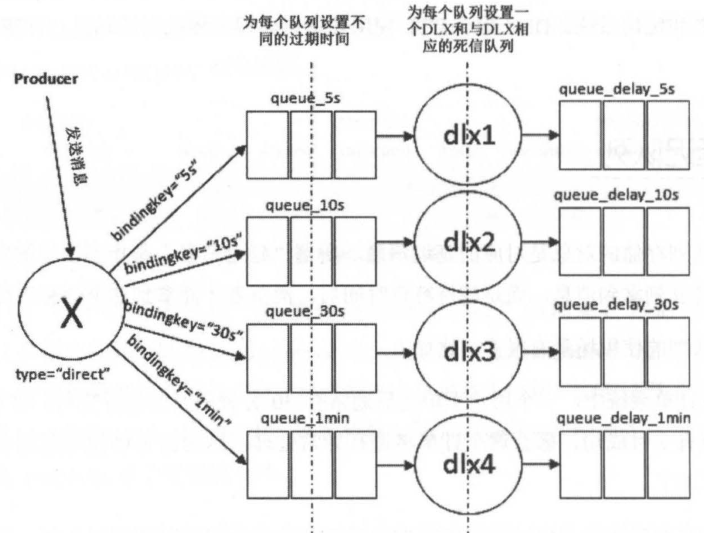 为每个队列设置不
同的过期时间
为每个队列设置一
个DLX和与DLX相
应的死信队列
Producer
发送消息
queue_5s
dlx1
queue_delay_5s
bindingkey="5s"
queue_10s
dlx2
queue_delay_10s
bindingkey="10s"
X
queue_30s
dlx3
queue_delay_30s
bindingkey="30s"
type="direct"
queue_1min
dlx4
queue_delay_1min
bindingkey="1min"